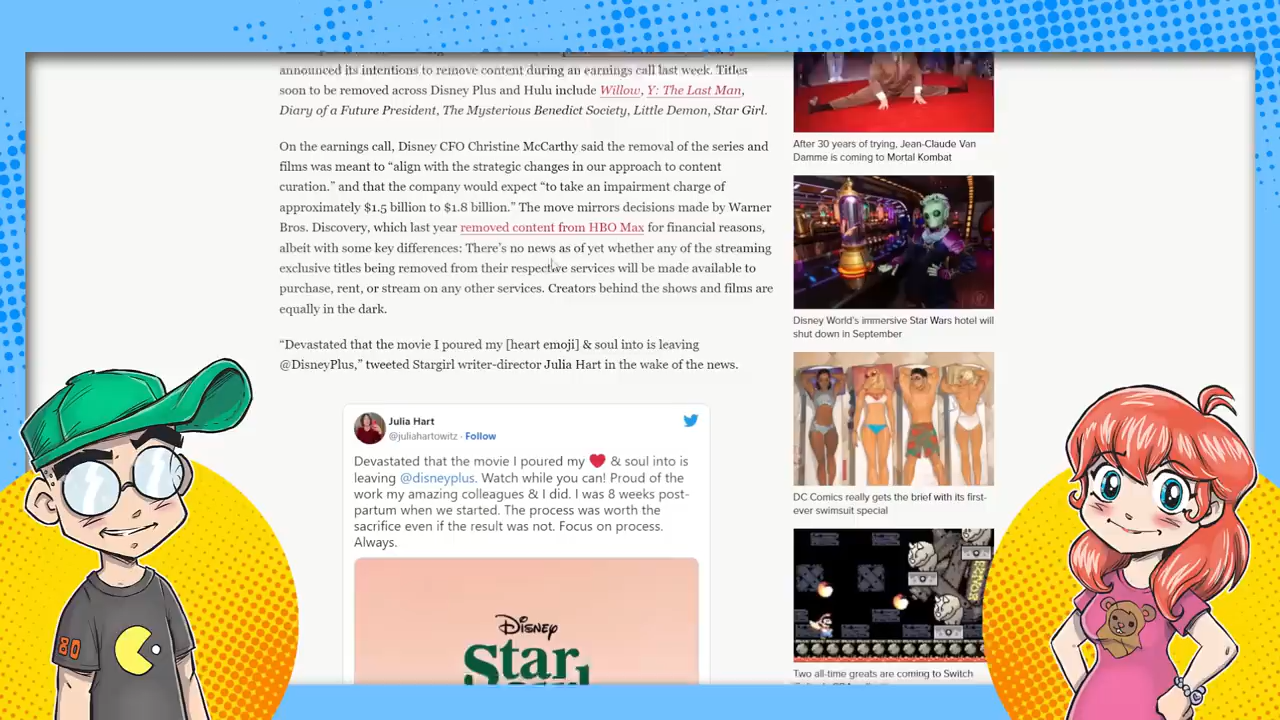 announced its intentions to remove content during an earnings call last week. Titles
soon to be removed across Disney Plus and Hulu include Willow, Y: The Last Man,
Diary of a Future President, The Mysterious Benedict Society, Little Demon, Star Girl.
On the earnings call, Disney CFO Christine McCarthy said the removal of the series and
films was meant to “align with the strategic changes in our approach to content
curation.” and that the company would expect “to take an impairment charge of
approximately $1.5 billion to $1.8 billion.” The move mirrors decisions made by Warner
Bros. Discovery, which last year removed content from HBO Max for financial reasons,
albeit with some key differences: There’s no news as of yet whether any of the streaming
exclusive titles being removed from their respective services will be made available to
purchase, rent, or stream on any other services. Creators behind the shows and films are
equally in the dark.
“Devastated that the movie I poured my [heart emoji] & soul into is leaving
@DisneyPlus,” tweeted Stargirl writer-director Julia Hart in the wake of the news.
Julia Hart
@juliahartowitz · Follow
Devastated that the movie I poured my ❤️ & soul into is
leaving @disneyplus. Watch while you can! Proud of the
work my amazing colleagues & I did. I was 8 weeks post-
partum when we started. The process was worth the
sacrifice even if the result was not. Focus on process.
Always.
Disney
Star
After 30 years of trying, Jean-Claude Van
Damme is coming to Mortal Kombat
Disney World’s immersive Star Wars hotel will
shut down in September
DC Comics really gets the brief with its first-
ever swimsuit special
Two all-time greats are coming to Switch
80